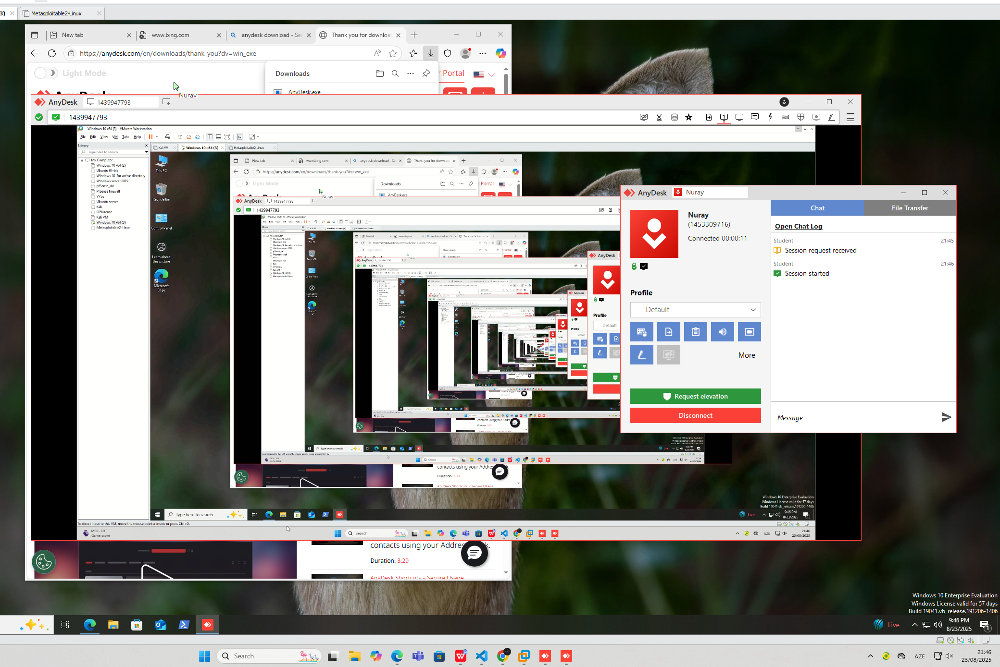 3)
Metasploitable2-Linux
New tab
www.bing.com
anydesk download - Se
Thank you for downloa
https://anydesk.com/en/downloads/thank-you?dv=win_exe
Light Mode
Downloads
r Portal
AnyDesk
AnyDesk.exe
Nuray
AnyDesk
1439947793
1439947793
Windows 10 x64 (3) - VMware Workstation
File Edit View VM Tabs Help
Library
Type here to search
My Computer
Windows 10 x64 (2)
Ubuntu 64-bit
Windows 10 for active directory
Windows server 2019
pfSense_dd
Pfsense firewall
VYos
Ubuntu server
Kali
OPNsense
Kali VM
Windows 10 x64 (3)
Metasploitable2-Linux
Kali VM
Windows 10 x64 (3)
Metasploitable2-Linux
This PC
Recycle Bin
Control Panel
Learn about
this picture
Microsoft
Edge
New tab
www.bing.com
anydesk download - Se
Thank you for downloa
https://anydesk.com/en/downloads/thank-you?dv=win_exe
Light Mode
Downloads
r Portal
AnyDesk.exe
Nuray
AnyDesk
1439947793
1439947793
AnyDesk
Profile
Default
contacts using your Addres k.
Duration: 3:29
AnyDesk Shortcuts – Secure Usage
Windows 10 Enterprise Evaluation
Windows License valid for 57 days
Build 19041.vb_release.191206-1406
Type here to search
Live
9:46 PM
8/23/2025
To direct input to this VM, move the mouse pointer inside or press Ctrl+G.
MCI - TOT
Game score
Search
AZE
21:46
23/08/2025
AnyDesk
Nuray
Nuray
(1453309716)
Connected 00:00:11
Profile
Default
More
Request elevation
Disconnect
Chat
File Transfer
Open Chat Log
Student
21:45
Session request received
Student
21:46
Session started
Message
contacts using your Addres k.
Duration: 3:29
AnyDesk Shortcuts – Secure Usage
Windows 10 Enterprise Evaluation
Windows License valid for 57 days
Build 19041.vb_release.191206-1406
Live
9:46 PM
8/23/2025
1
Search
AZE
21:46
23/08/2025